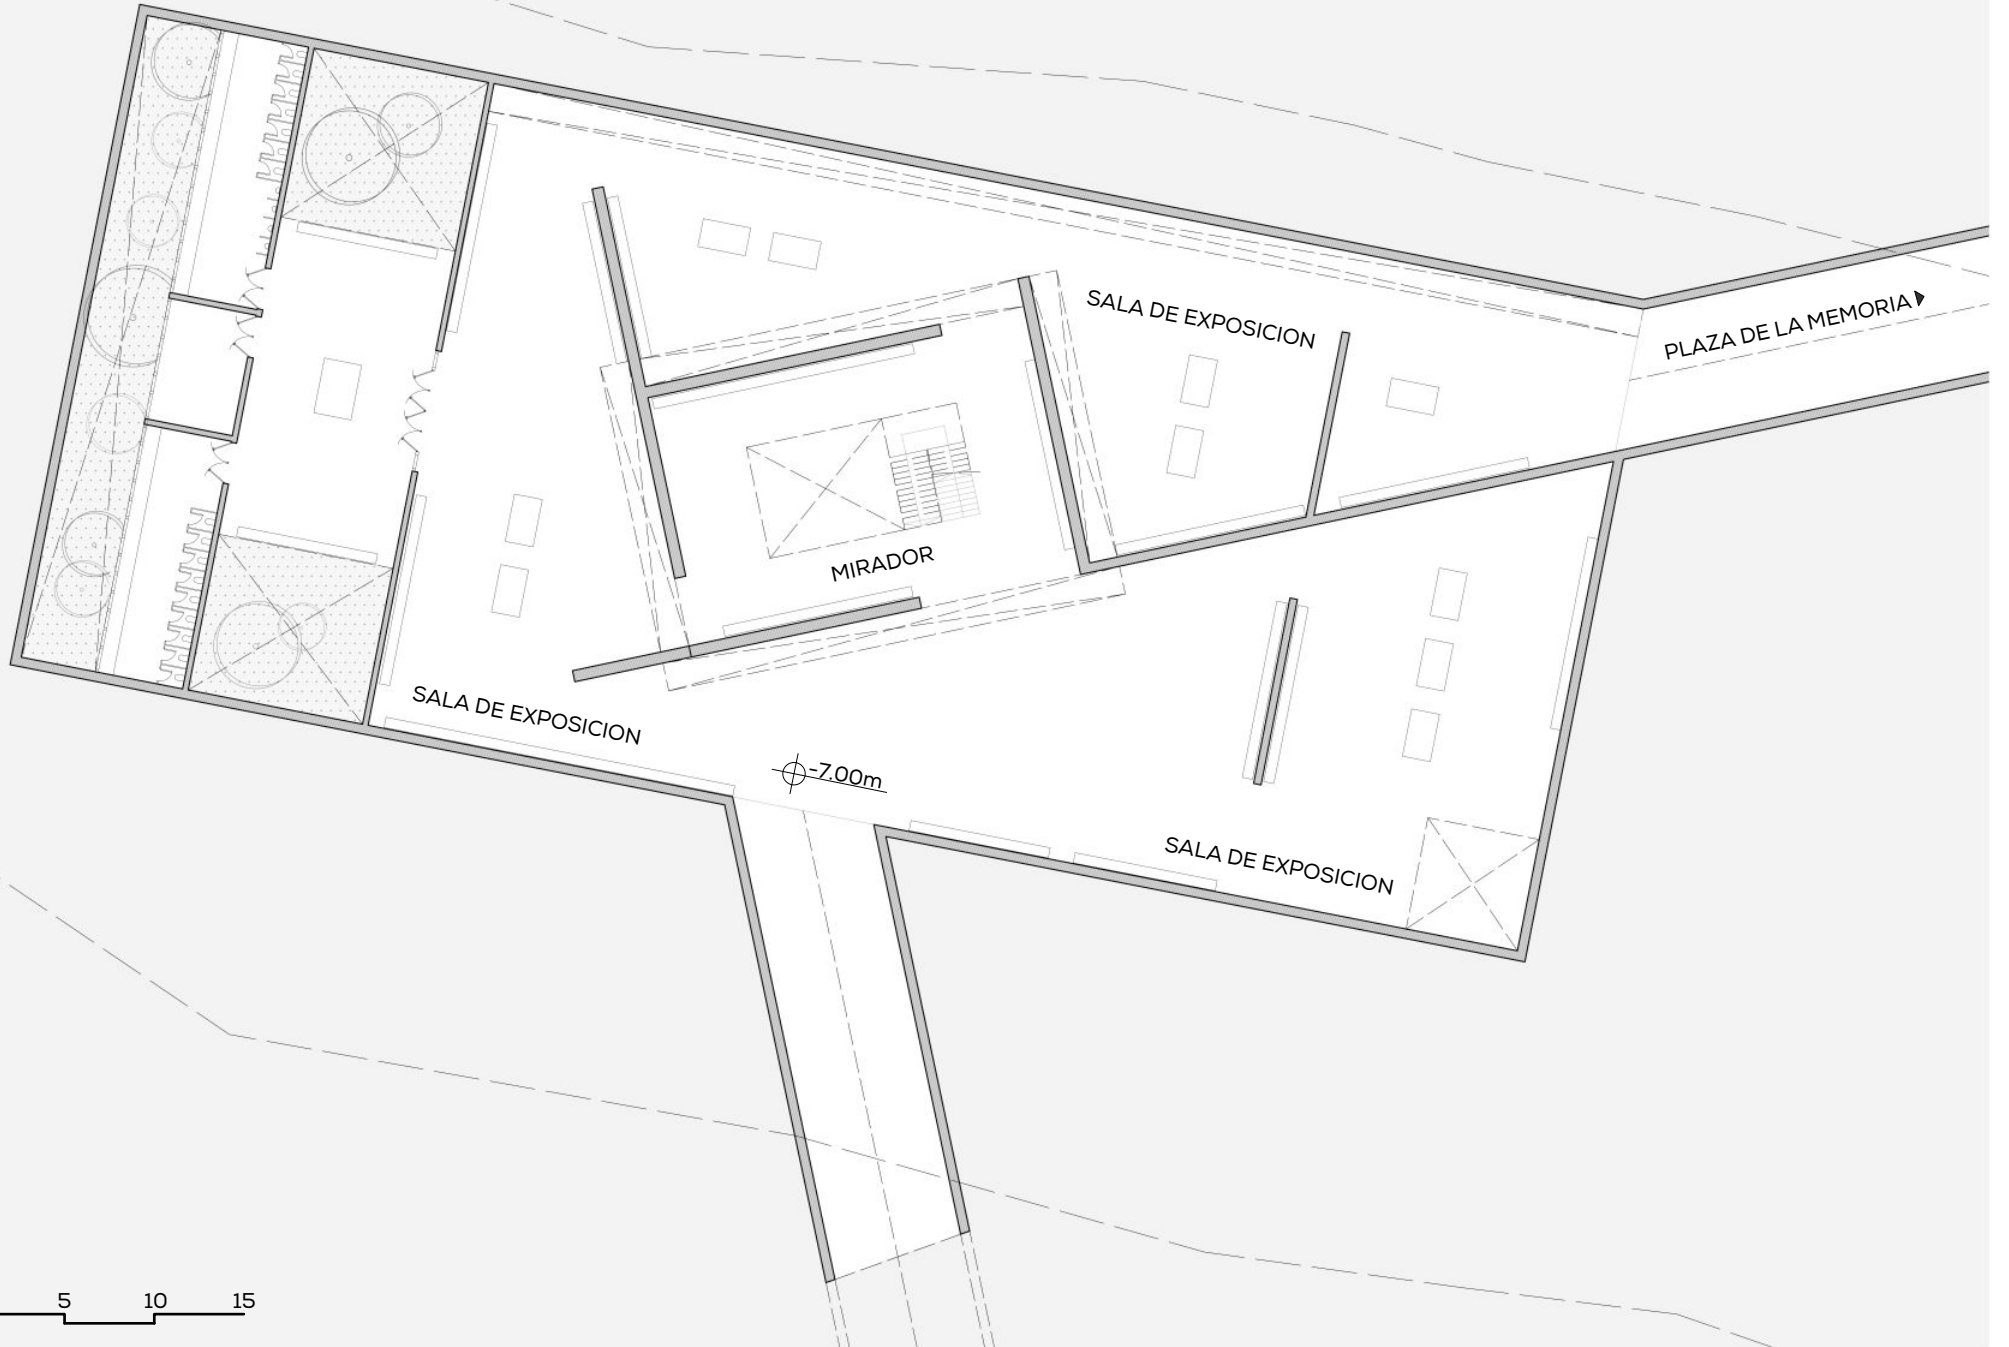 SALA DE EXPOSICION
PLAZA DE LA MEMORIA
MIRADOR
SALA DE EXPOSICION
-7.00m
SALA DE EXPOSICION
5 10 15